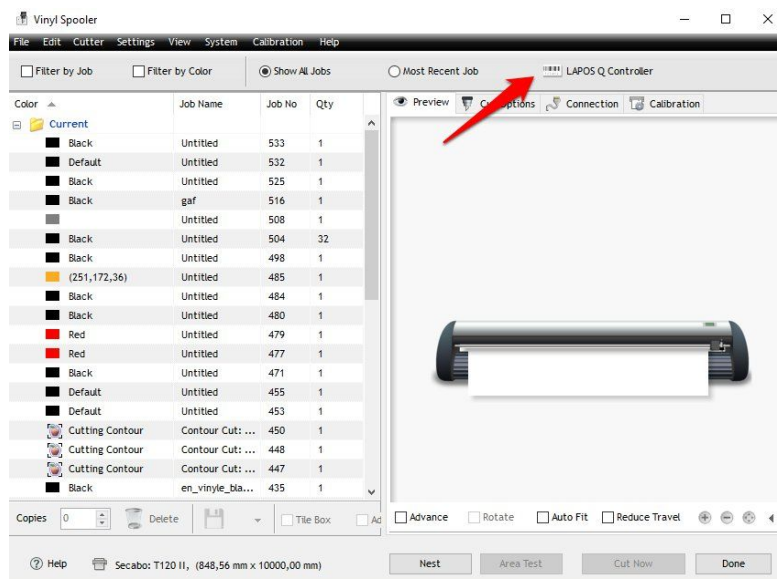 Vinyl Spooler
File Edit Cutter Settings View System Calibration Help
Filter by Job Filter by Color Show All Jobs Most Recent Job LAPOS Q Controller
Color Job Name Job No Qty Preview Connection Calibration
Current
Black Untitled 533 1
Default Untitled 532 1
Black Untitled 525 1
Black gaf 516 1
Untitled 508 1
Black Untitled 504 32
Black Untitled 498 1
(251,172,36) Untitled 485 1
Black Untitled 484 1
Black Untitled 480 1
Red Untitled 479 1
Red Untitled 477 1
Black Untitled 471 1
Default Untitled 455 1
Default Untitled 453 1
Cutting Contour Contour Cut: ... 450 1
Cutting Contour Contour Cut: ... 448 1
Cutting Contour Contour Cut: ... 447 1
Black en_vinyle_bla... 435 1
Copies 0 Delete Tile Box Ad Advance Rotate Auto Fit Reduce Travel
Help Secabo: T120 II, (848,56 mm x 10000,00 mm) Nest Area Test Cut Now Done